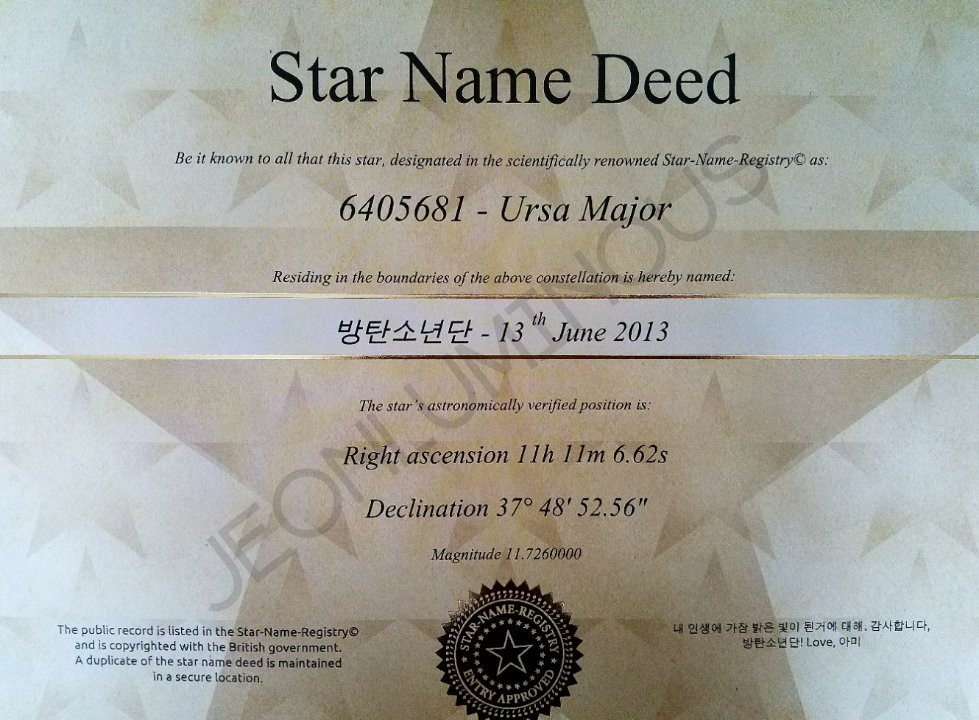 Star Name Deed
Be it known to all that this star, designated in the scientifically renowned Star-Name-Registry© as:
6405681 - Ursa Major
Residing in the boundaries of the above constellation is hereby named:
방탄소년단 - 13 th June 2013
The star's astronomically verified position is:
Right ascension 11h 11m 6.62s
Declination 37° 48' 52.56"
Magnitude 11.7260000
The public record is listed in the Star-Name-Registry©
and is copyrighted with the British government.
A duplicate of the star name deed is maintained
in a secure location.
STAR-NAME-REGISTRY
ENTRY APPROVED
내 인생에 가장 밝은 빛이 된거에 대해, 감사합니다,
방탄소년단! Love, 아미